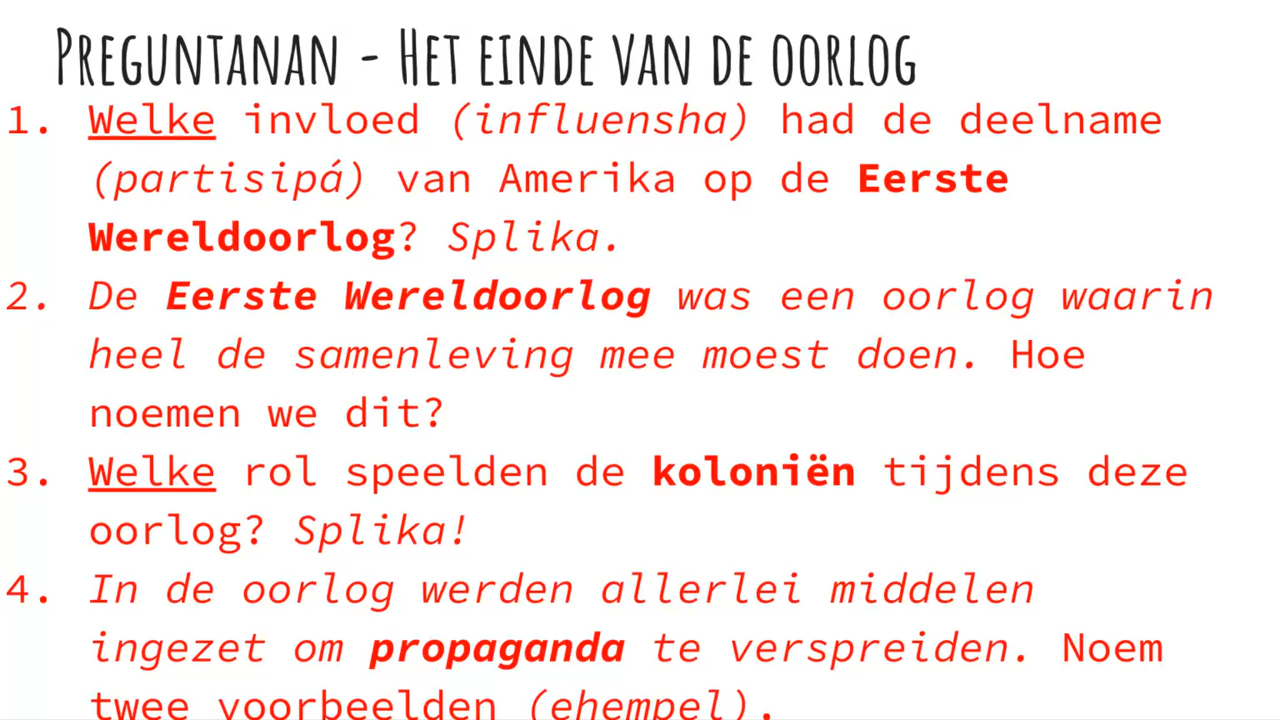 Preguntanan - Het einde van de oorlog
1. Welke invloed (influensha) had de deelname
(partisipá) van Amerika op de Eerste
Wereldoorlog? Splika.
2. De Eerste Wereldoorlog was een oorlog waarin
heel de samenleving mee moest doen. Hoe
noemen we dit?
3. Welke rol speelden de koloniën tijdens deze
oorlog? Splika!
4. In de oorlog werden allerlei middelen
ingezet om propaganda te verspreiden. Noem
twee voorbeelden (ehempel).